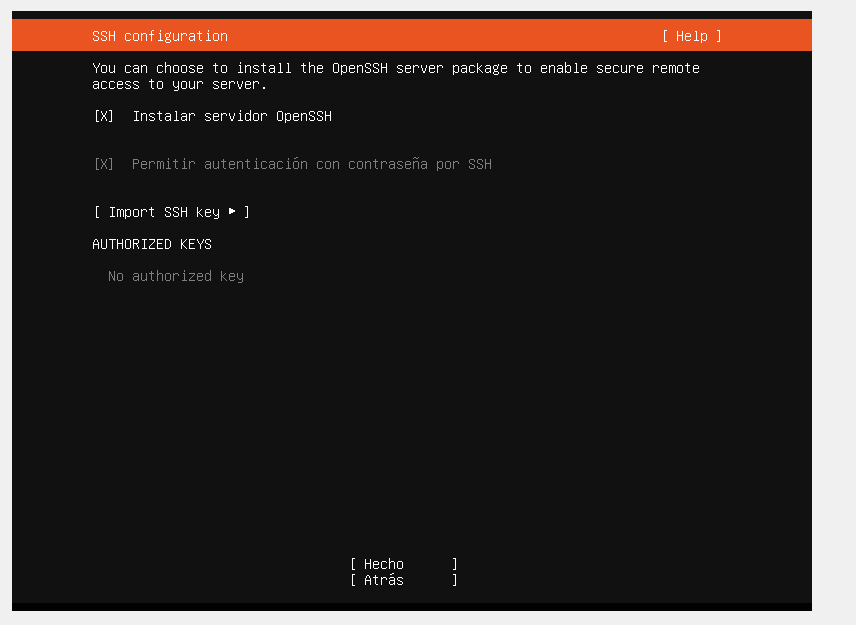 SSH configuration [ Help ]
You can choose to install the OpenSSH server package to enable secure remote
access to your server.
[X] Instalar servidor OpenSSH
[X] Permitir autenticación con contraseña por SSH
[ Import SSH key ► ]
AUTHORIZED KEYS
No authorized key
[ Hecho ]
[ Atrás ]